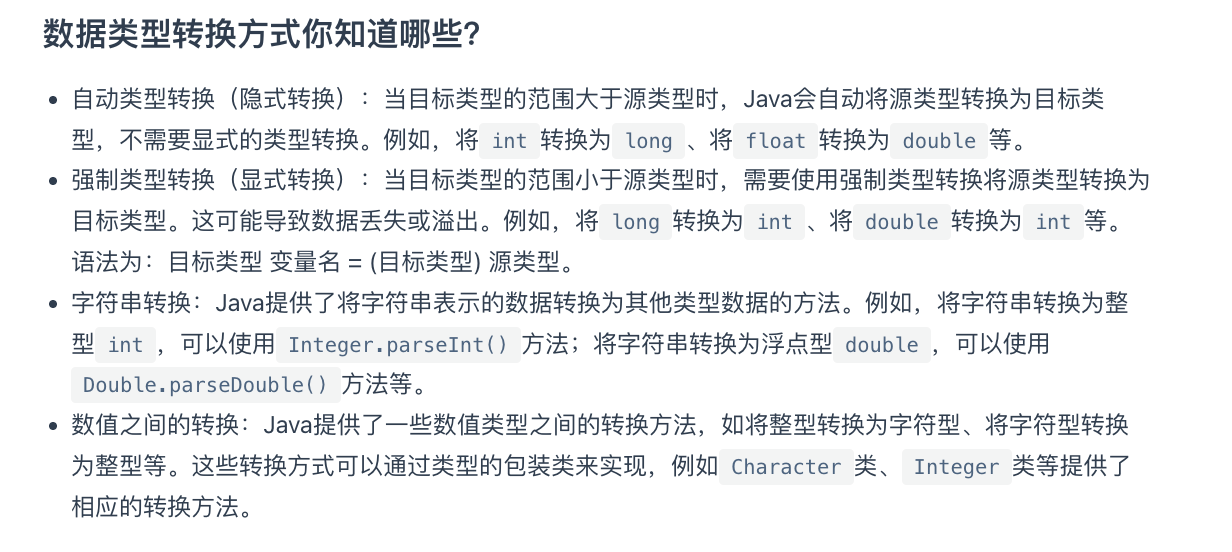 数据类型转换方式你知道哪些?
• 自动类型转换（隐式转换）：当目标类型的范围大于源类型时，Java会自动将源类型转换为目标类
型，不需要显式的类型转换。例如，将 int 转换为 long 、将 float 转换为 double 等。
• 强制类型转换（显式转换）：当目标类型的范围小于源类型时，需要使用强制类型转换将源类型转换为
目标类型。这可能导致数据丢失或溢出。例如，将 long 转换为 int 、将 double 转换为 int 等。
语法为：目标类型 变量名 = (目标类型) 源类型。
• 字符串转换：Java提供了将字符串表示的数据转换为其他类型数据的方法。例如，将字符串转换为整
型 int ，可以使用 Integer.parseInt() 方法；将字符串转换为浮点型 double ，可以使用
Double.parseDouble() 方法等。
• 数值之间的转换：Java提供了一些数值类型之间的转换方法，如将整型转换为字符型、将字符型转换
为整型等。这些转换方式可以通过类型的包装类来实现，例如 Character 类、 Integer 类等提供了
相应的转换方法。